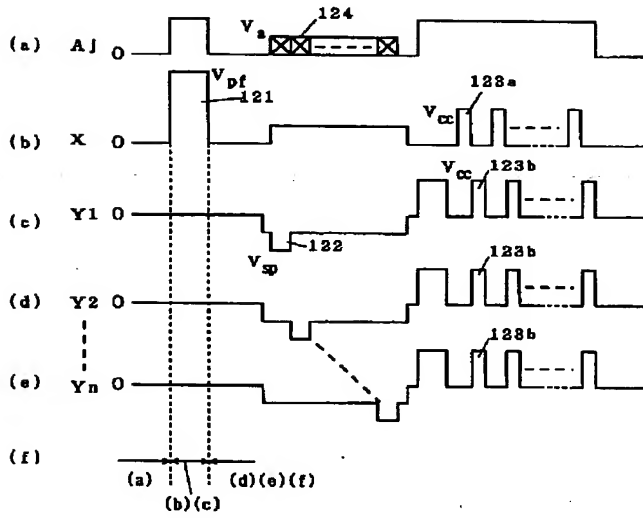 (a) Aj 0 Va 124
Vpf 121
(b) X 0 Vcc 123a
(c) Y1 0 Vcc 123b
Vsp 122
(d) Y2 0 123b
(e) Yn 0 123b
(f)
(a) (b)(c) (d)(e)(f)